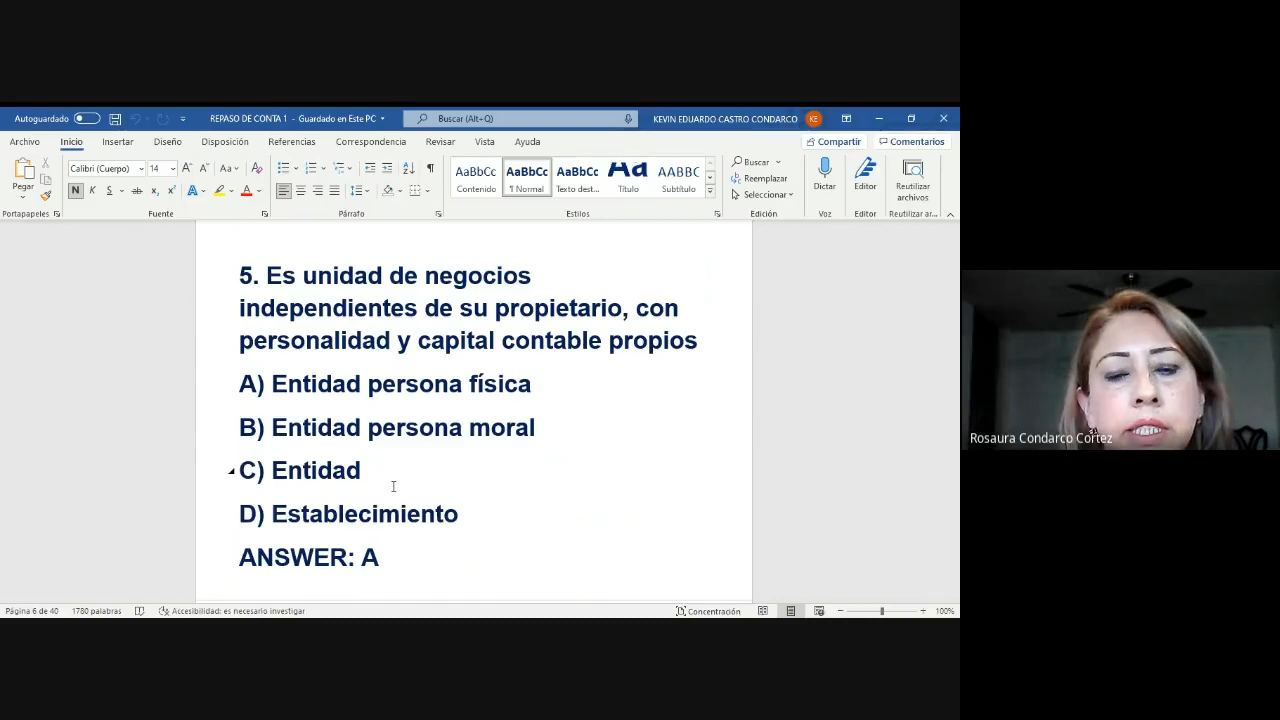 Autoguardado REPASO DE CONTA 1 - Guardado en Este PC Buscar (Alt+Q) KEVIN EDUARDO CASTRO CONDARCO KE
Archivo Inicio Insertar Diseño Disposición Referencias Correspondencia Revisar Vista Ayuda Compartir Comentarios
Pegar Calibri (Cuerpo) 14 Aa AaBbCc AaBbCc AaBbCc Aa AABBC Buscar Reemplazar Seleccionar Dictar Editor Reutilizar archivos
N K S ab x₂ x² A A Contenido ¶ Normal Texto dest... Título Subtítulo
Portapapeles Fuente Párrafo Estilos Edición Voz Editor Reutilizar ar...
5. Es unidad de negocios
independientes de su propietario, con
personalidad y capital contable propios
A) Entidad persona física
B) Entidad persona moral
C) Entidad
D) Establecimiento
ANSWER: A
Rosaura Condarco Cortez
Página 6 de 40 1780 palabras Accesibilidad: es necesario investigar Concentración 100%